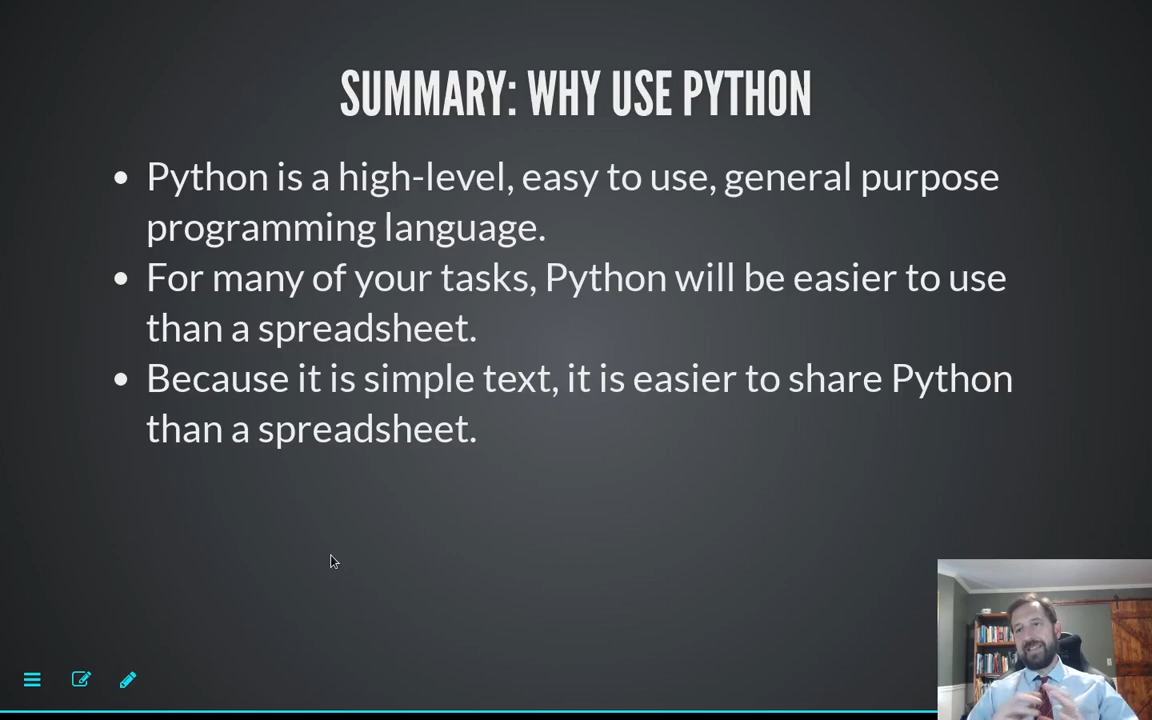 SUMMARY: WHY USE PYTHON
• Python is a high-level, easy to use, general purpose
programming language.
• For many of your tasks, Python will be easier to use
than a spreadsheet.
• Because it is simple text, it is easier to share Python
than a spreadsheet.